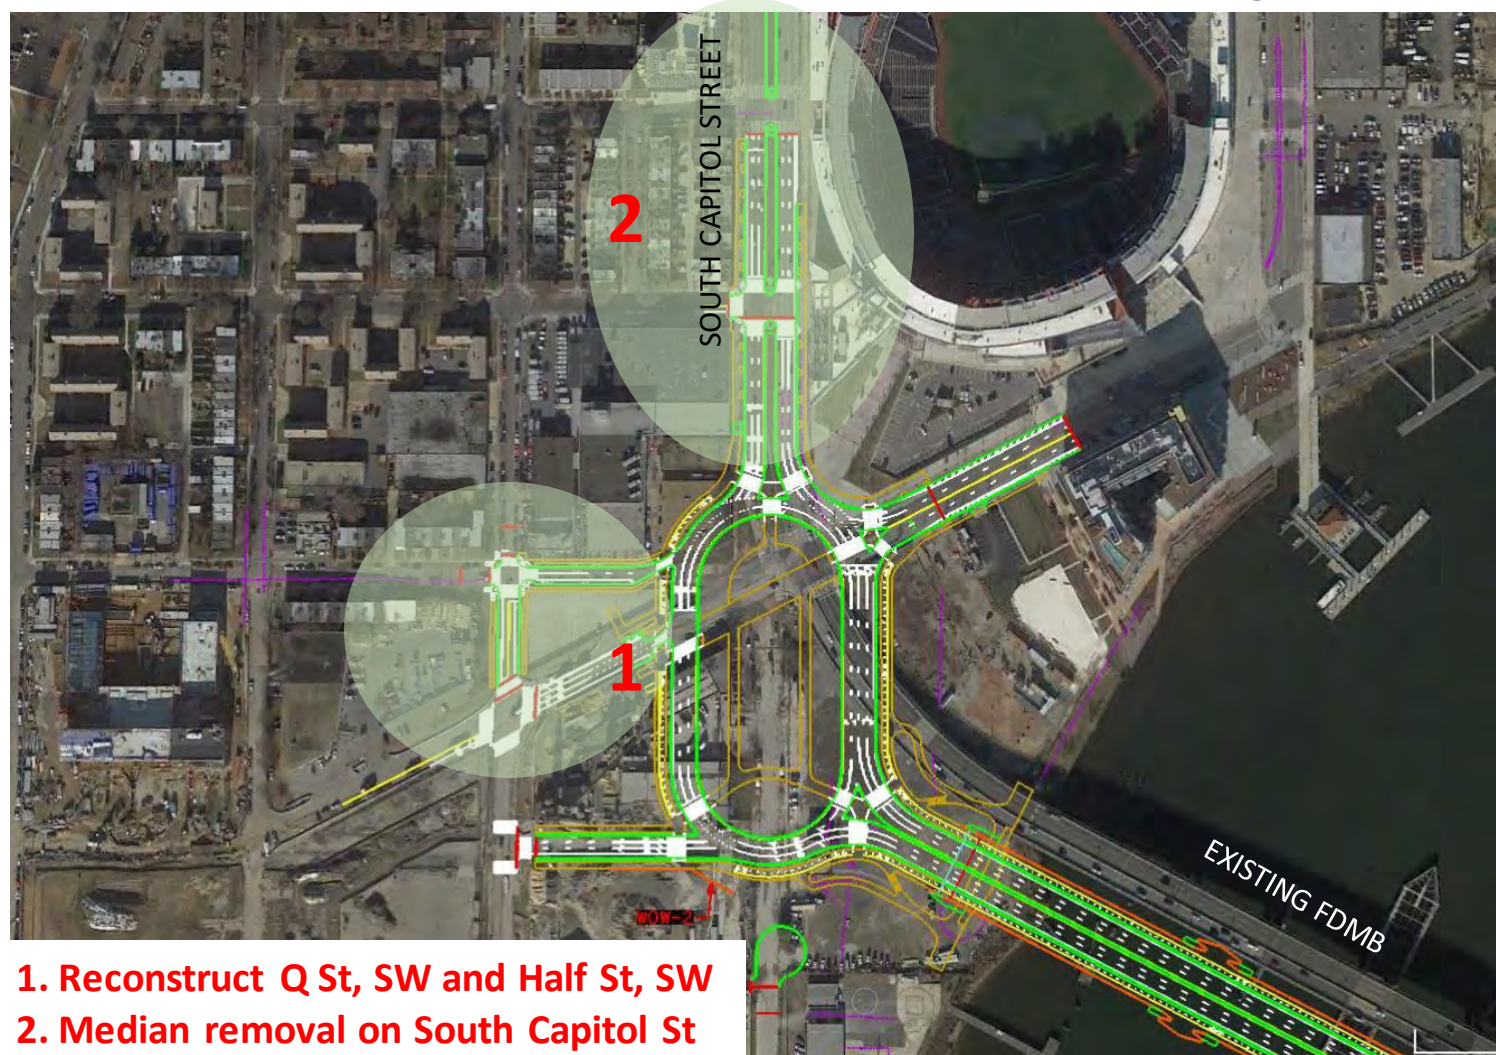 SOUTH CAPITOL STREET
2
1
EXISTING FDMB
WOW-2
1. Reconstruct Q St, SW and Half St, SW
2. Median removal on South Capitol St